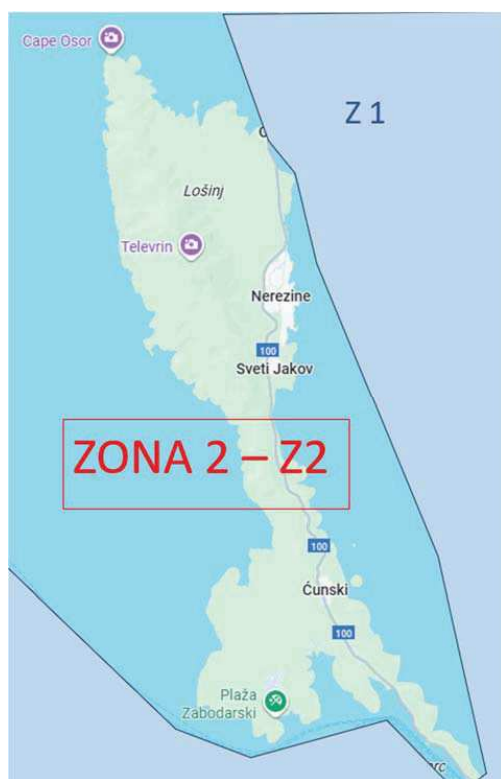 Cape Osor
Z 1
Lošinj
Televrin
Nerezine
100
Sveti Jakov
ZONA 2 – Z2
100
Ćunski
100
Plaža
Zabodarski